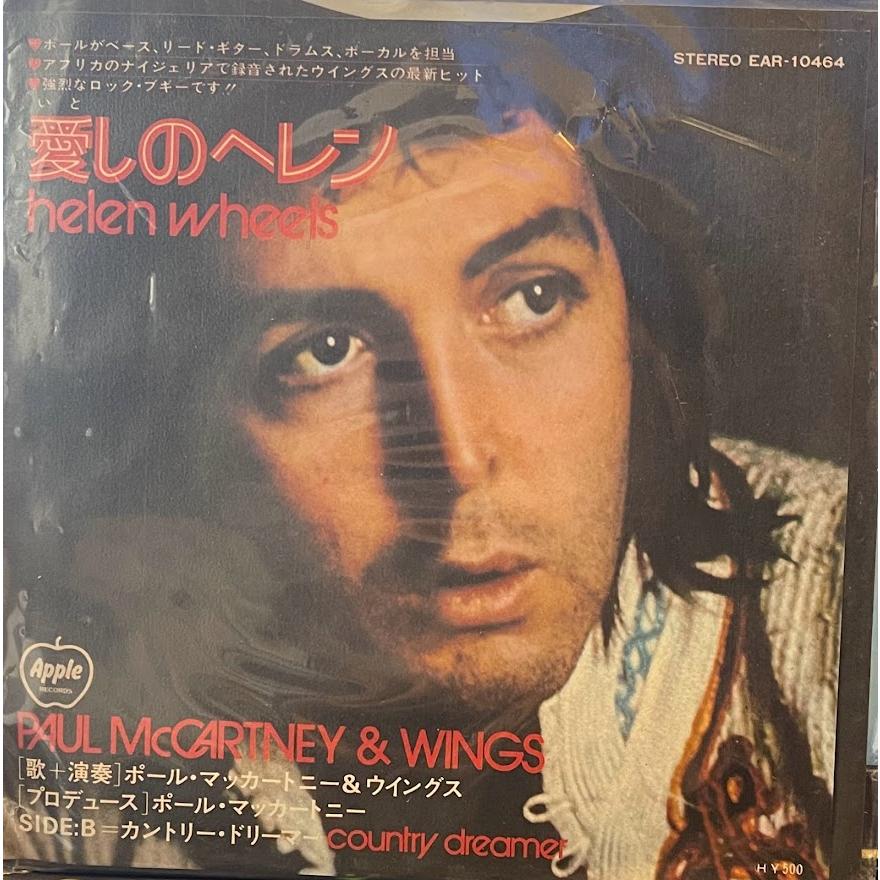 ♥ポールがベース、リード・ギター、ドラムス、ボーカルを担当
♥アフリカのナイジェリアで録音されたウイングスの最新ヒット
♥強烈なロック・ブギーです!!
STEREO EAR-10464
いと
愛しのヘレン
helen wheels
Apple
RECORDS
PAUL McCARTNEY & WINGS
[歌+演奏]ポール・マッカートニー&ウイングス
[プロデュース]ポール・マッカートニー
SIDE:B=カントリー・ドリーマー country dreamer
HY500